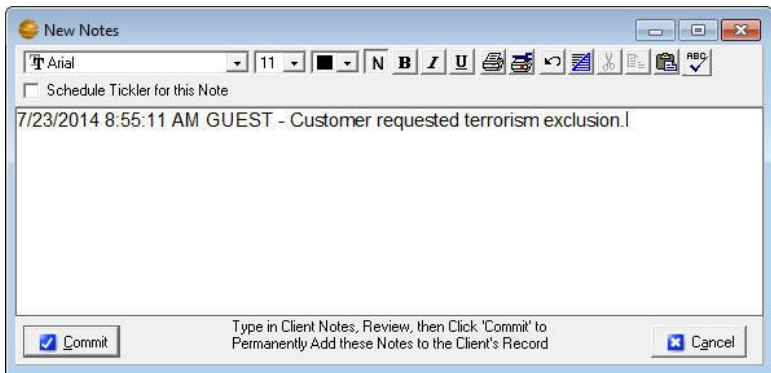 New Notes
Arial 11 N B I U ABC
Schedule Tickler for this Note
7/23/2014 8:55:11 AM GUEST - Customer requested terrorism exclusion.
Type in Client Notes, Review, then Click 'Commit' to
Commit Permanently Add these Notes to the Client's Record Cancel